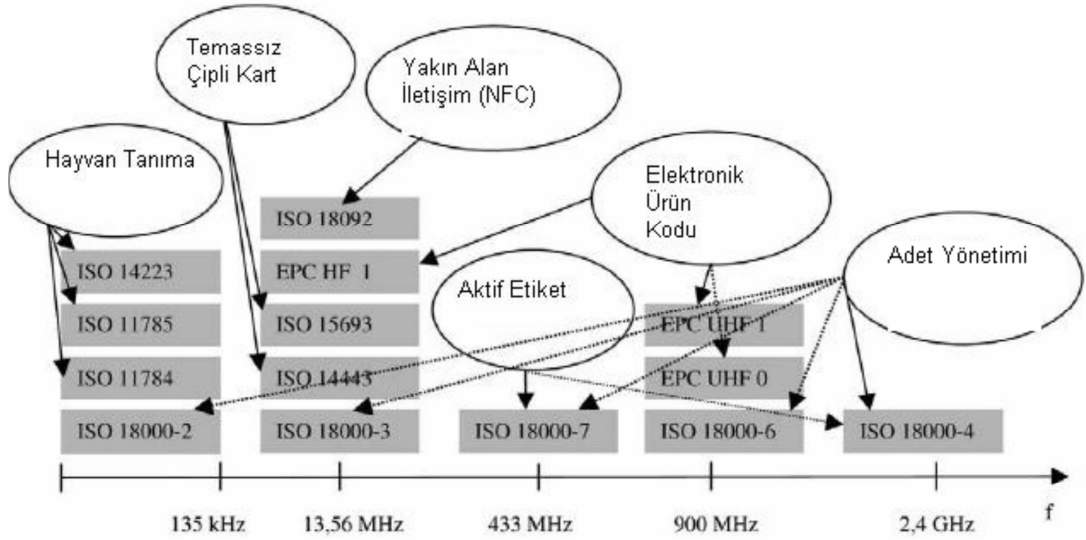 Temassız
Çipli Kart
Yakın Alan
İletişim (NFC)
Hayvan Tanıma
Elektronik
Ürün
Kodu
Adet Yönetimi
Aktif Etiket
ISO 18092
ISO 14223
EPC HF 1
ISO 11785
ISO 15693
EPC UHF 1
ISO 11784
ISO 14443
EPC UHF 0
ISO 18000-2
ISO 18000-3
ISO 18000-7
ISO 18000-6
ISO 18000-4
135 kHz
13,56 MHz
433 MHz
900 MHz
2,4 GHz
f